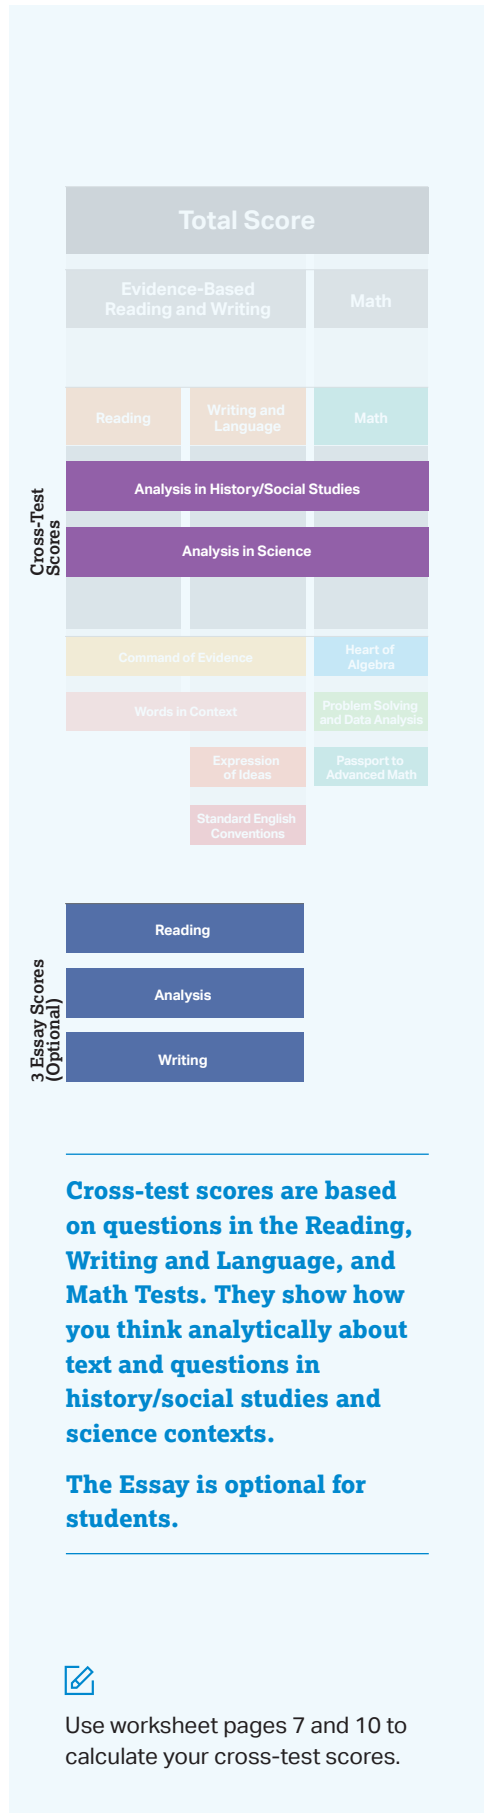 Total Score
Evidence-Based
Reading and Writing
Math
Reading
Writing and
Language
Math
Cross-Test
Scores
Analysis in History/Social Studies
Analysis in Science
Command of Evidence
Heart of
Algebra
Words in Context
Problem Solving
and Data Analysis
Expression
of Ideas
Passport to
Advanced Math
Standard English
Conventions
3 Essay Scores
(Optional)
Reading
Analysis
Writing
Cross-test scores are based
on questions in the Reading,
Writing and Language, and
Math Tests. They show how
you think analytically about
text and questions in
history/social studies and
science contexts.
The Essay is optional for
students.
Use worksheet pages 7 and 10 to
calculate your cross-test scores.